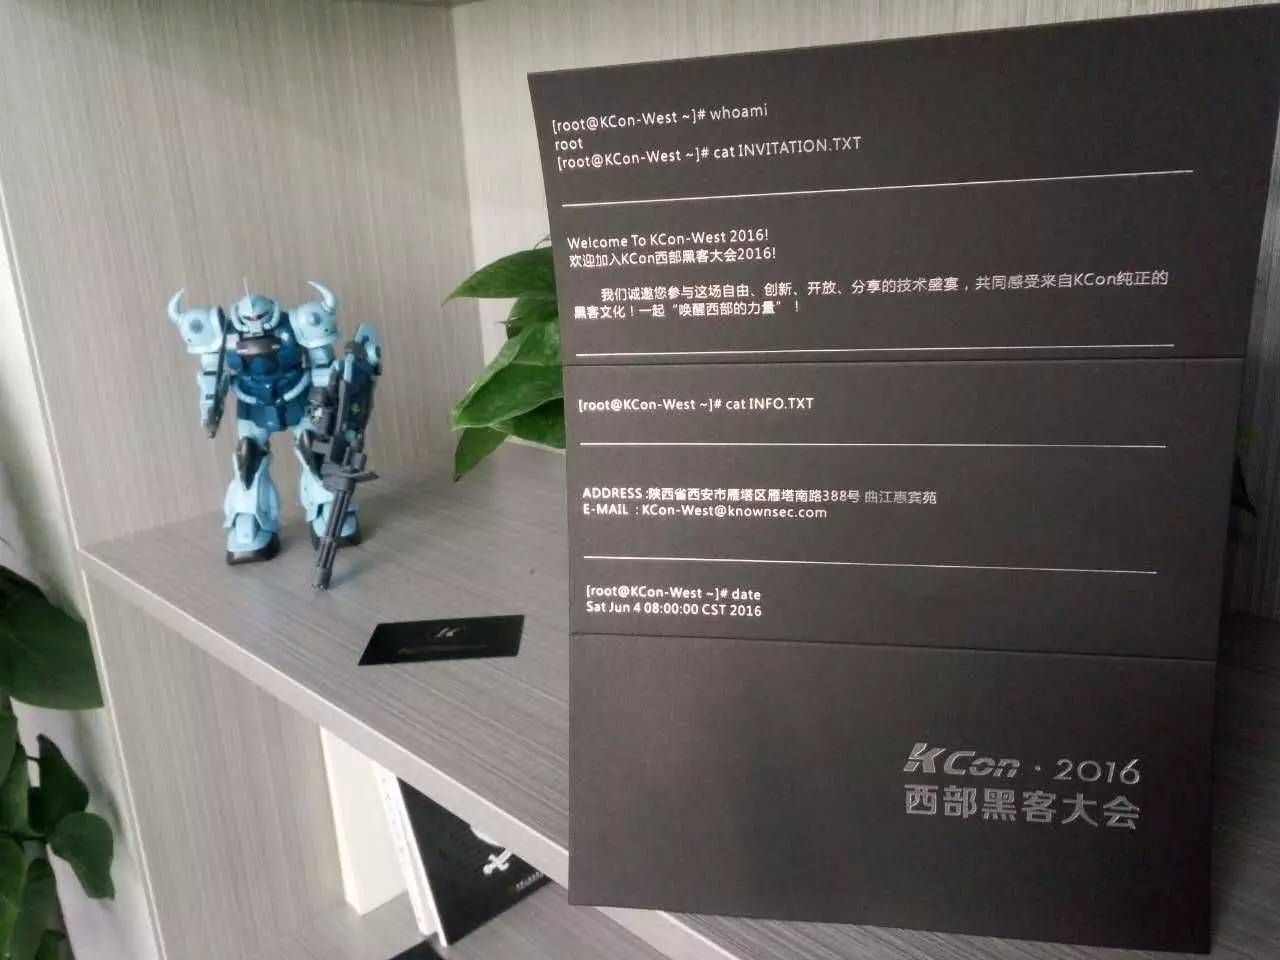 [root@KCon-West ~]# whoami
root
[root@KCon-West ~]# cat INVITATION.TXT
Welcome To KCon-West 2016!
欢迎加入KCon西部黑客大会2016!
我们诚邀您参与这场自由、创新、开放、分享的技术盛宴，共同感受来自KCon纯正的
黑客文化！一起“唤醒西部的力量”！
[root@KCon-West ~]# cat INFO.TXT
ADDRESS :陕西省西安市雁塔区雁塔南路388号 曲江惠宾苑
E-MAIL : KCon-West@knownsec.com
[root@KCon-West ~]# date
Sat Jun 4 08:00:00 CST 2016
KCon · 2016
西部黑客大会